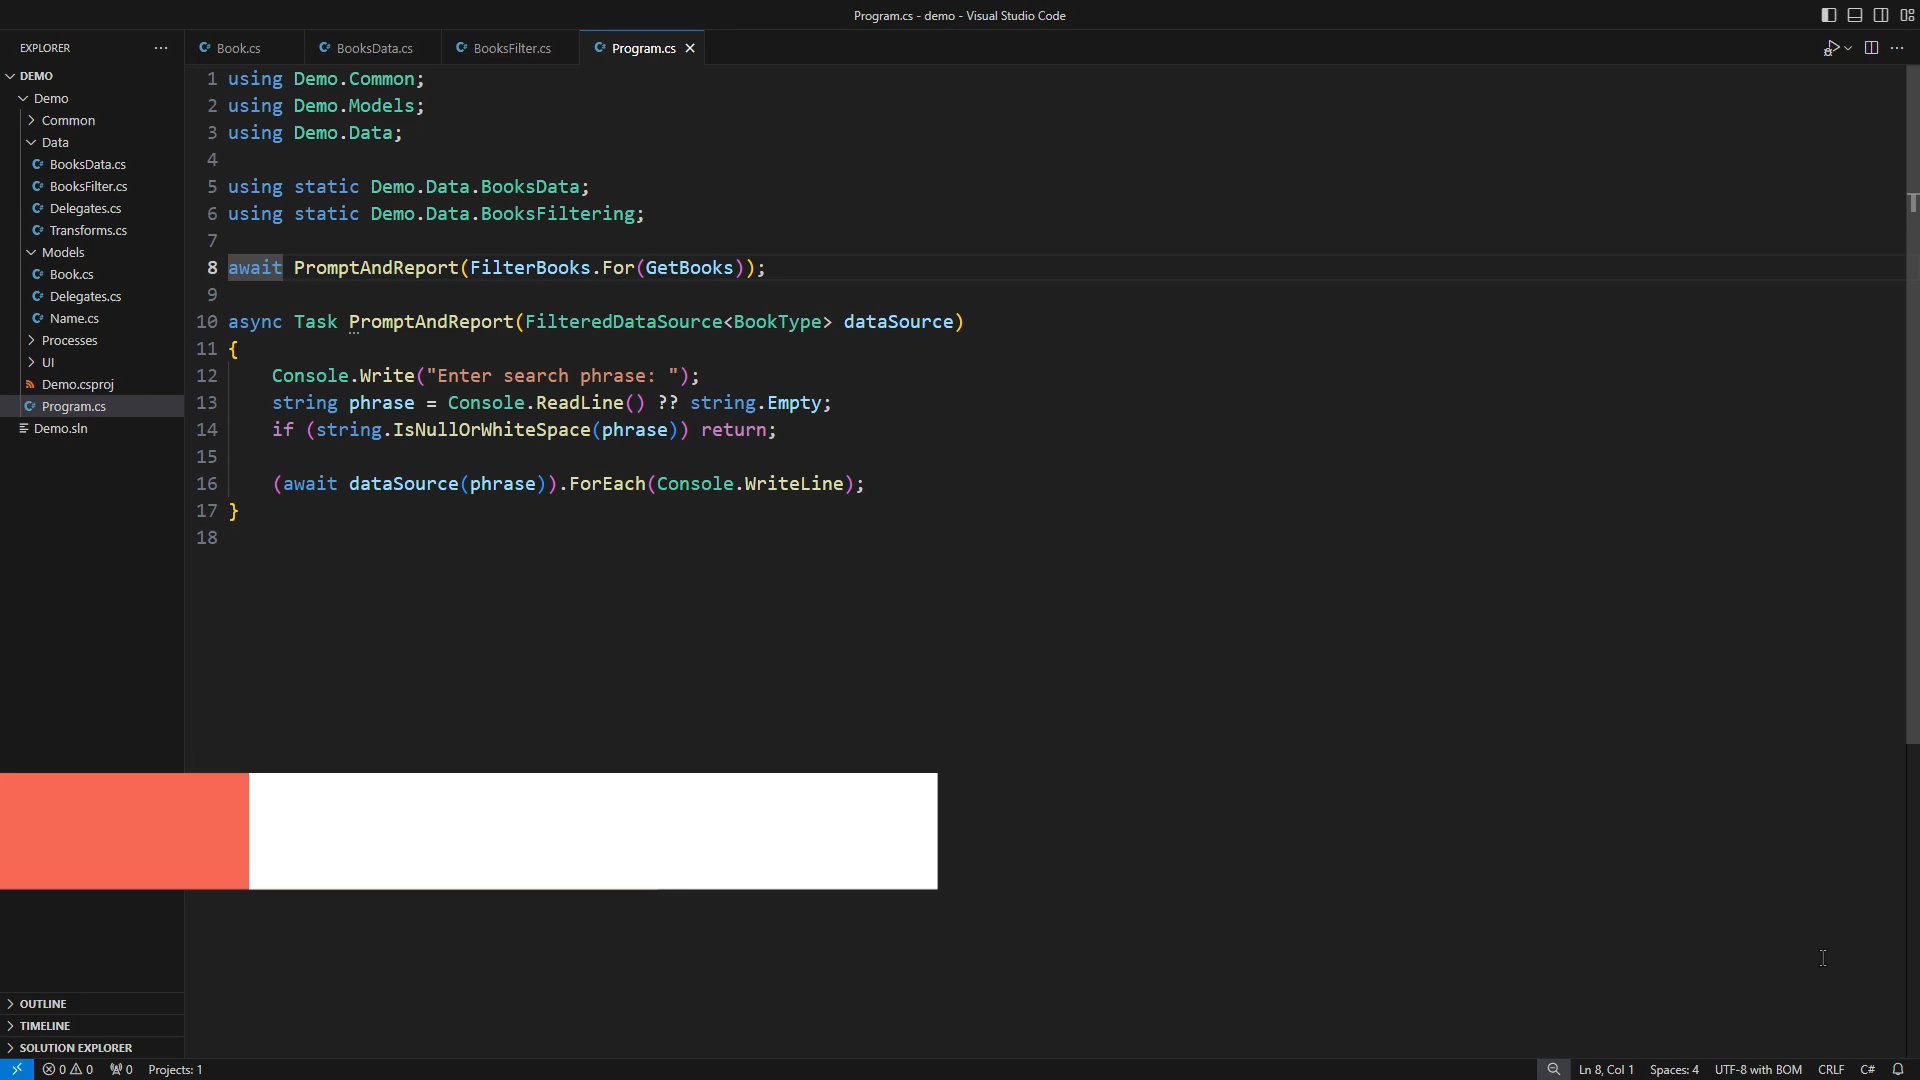 Program.cs - demo - Visual Studio Code
EXPLORER
Book.cs
BooksData.cs
BooksFilter.cs
Program.cs
DEMO
Demo
Common
Data
BooksData.cs
BooksFilter.cs
Delegates.cs
Transforms.cs
Models
Book.cs
Delegates.cs
Name.cs
Processes
UI
Demo.csproj
Program.cs
Demo.sln
1 using Demo.Common;
2 using Demo.Models;
3 using Demo.Data;
4
5 using static Demo.Data.BooksData;
6 using static Demo.Data.BooksFiltering;
7
8 await PromptAndReport(FilterBooks.For(GetBooks));
9
10 async Task PromptAndReport(FilteredDataSource<BookType> dataSource)
11 {
12 Console.Write("Enter search phrase: ");
13 string phrase = Console.ReadLine() ?? string.Empty;
14 if (string.IsNullOrWhiteSpace(phrase)) return;
15
16 (await dataSource(phrase)).ForEach(Console.WriteLine);
17 }
18
OUTLINE
TIMELINE
SOLUTION EXPLORER
0 0 0 Projects: 1
Ln 8, Col 1 Spaces: 4 UTF-8 with BOM CRLF C#